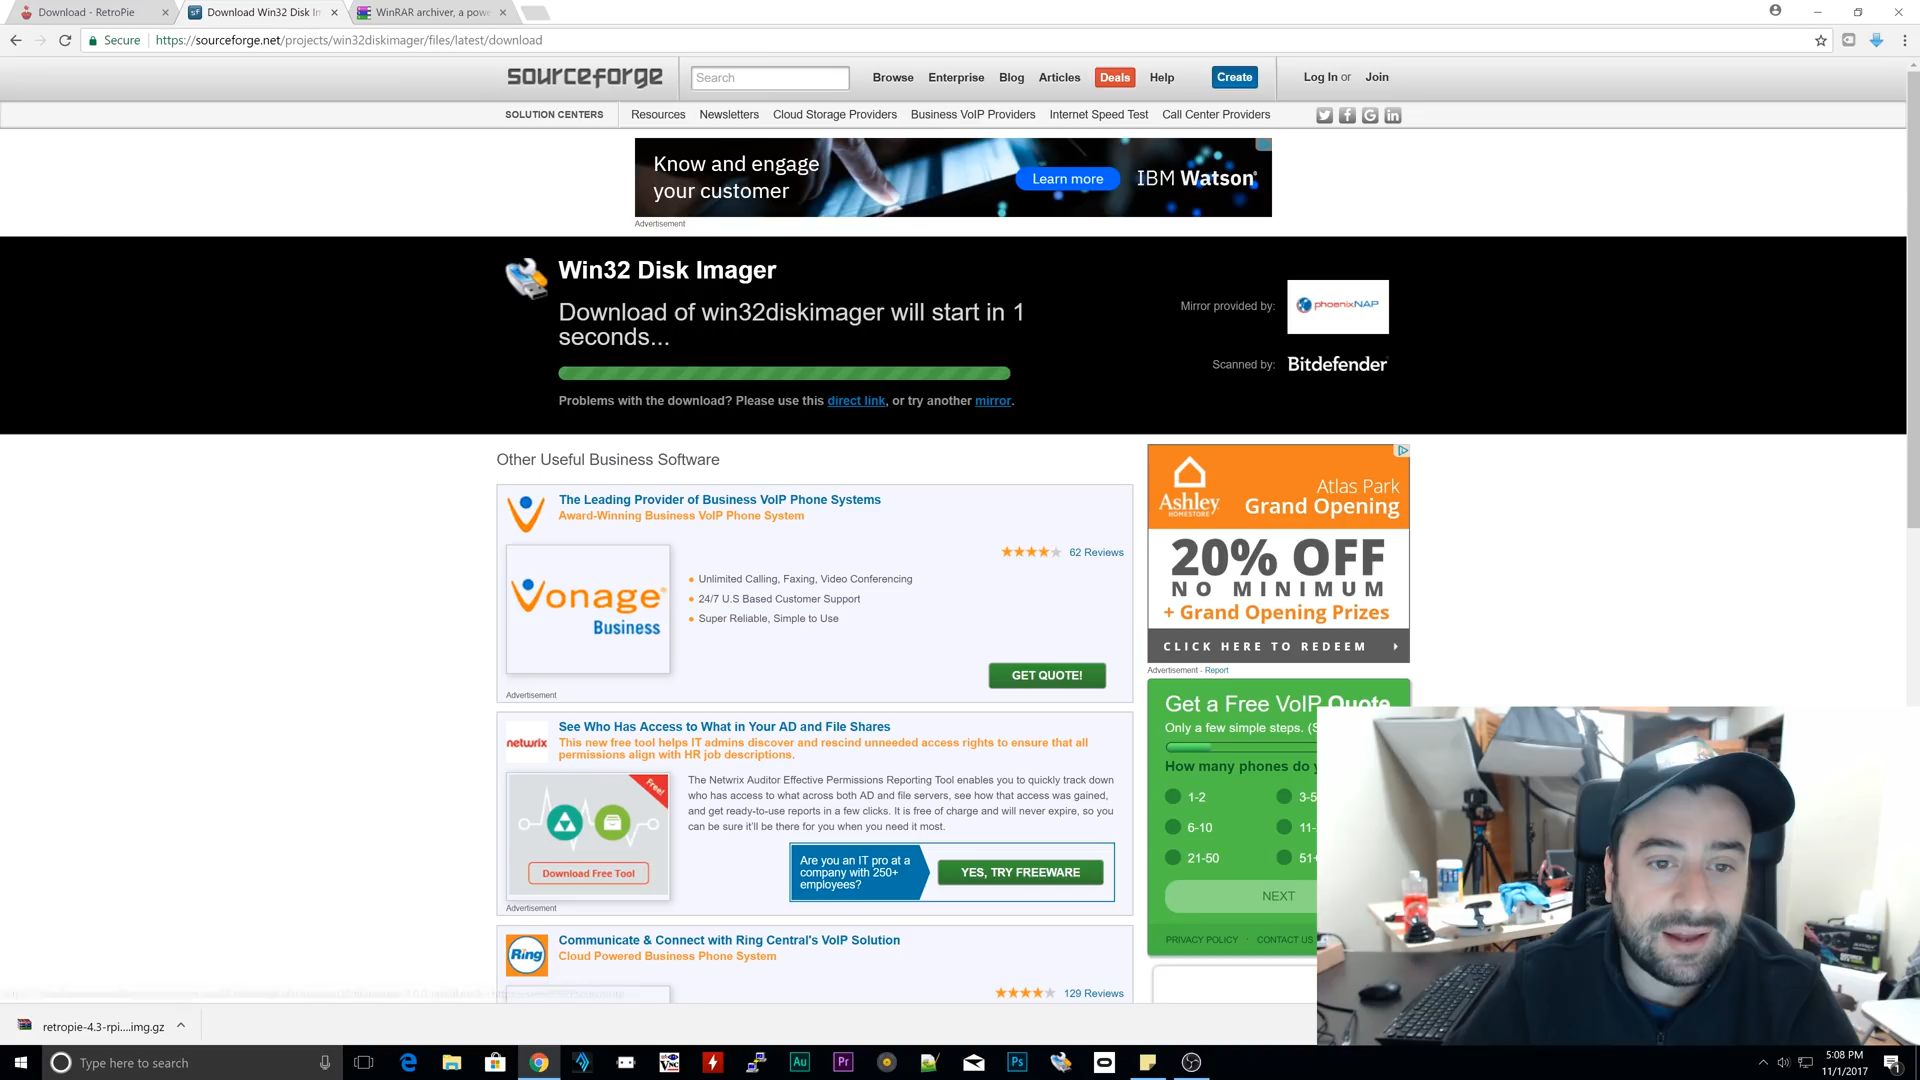 Download - RetroPie
Download Win32 Disk Im
WinRAR archiver, a powe
Secure
https://sourceforge.net/projects/win32diskimager/files/latest/download
sourceforge
Search
Browse Enterprise Blog Articles Deals Help Create Log In or Join
SOLUTION CENTERS Resources Newsletters Cloud Storage Providers Business VoIP Providers Internet Speed Test Call Center Providers
Know and engage
your customer
Learn more
IBM Watson
Advertisement
Win32 Disk Imager
Download of win32diskimager will start in 1
seconds...
Problems with the download? Please use this direct link, or try another mirror.
Mirror provided by: phoenixNAP
Scanned by: Bitdefender
Other Useful Business Software
The Leading Provider of Business VoIP Phone Systems
Award-Winning Business VoIP Phone System
62 Reviews
Vonage
Business
Unlimited Calling, Faxing, Video Conferencing
24/7 U.S Based Customer Support
Super Reliable, Simple to Use
GET QUOTE!
Advertisement
netwrix
See Who Has Access to What in Your AD and File Shares
This new free tool helps IT admins discover and rescind unneeded access rights to ensure that all
permissions align with HR job descriptions.
Free!
Download Free Tool
The Netwrix Auditor Effective Permissions Reporting Tool enables you to quickly track down
who has access to what across both AD and file servers, see how that access was gained,
and get ready-to-use reports in a few clicks. It is free of charge and will never expire, so you
can be sure it'll be there for you when you need it most.
Are you an IT pro at a
company with 250+
employees?
YES, TRY FREEWARE
Advertisement
Ring
Communicate & Connect with Ring Central's VoIP Solution
Cloud Powered Business Phone System
129 Reviews
Ashley
HOMESTORE
Atlas Park
Grand Opening
20% OFF
NO MINIMUM
+ Grand Opening Prizes
CLICK HERE TO REDEEM
Advertisement - Report
Get a Free VoIP Quote
Only a few simple steps. (S
How many phones do y
1-2
3-5
6-10
11-
21-50
51+
NEXT
PRIVACY POLICY · CONTACT US
retropie-4.3-rpi....img.gz
Type here to search
Au
Pr
Ps
VNC
5:08 PM
11/1/2017